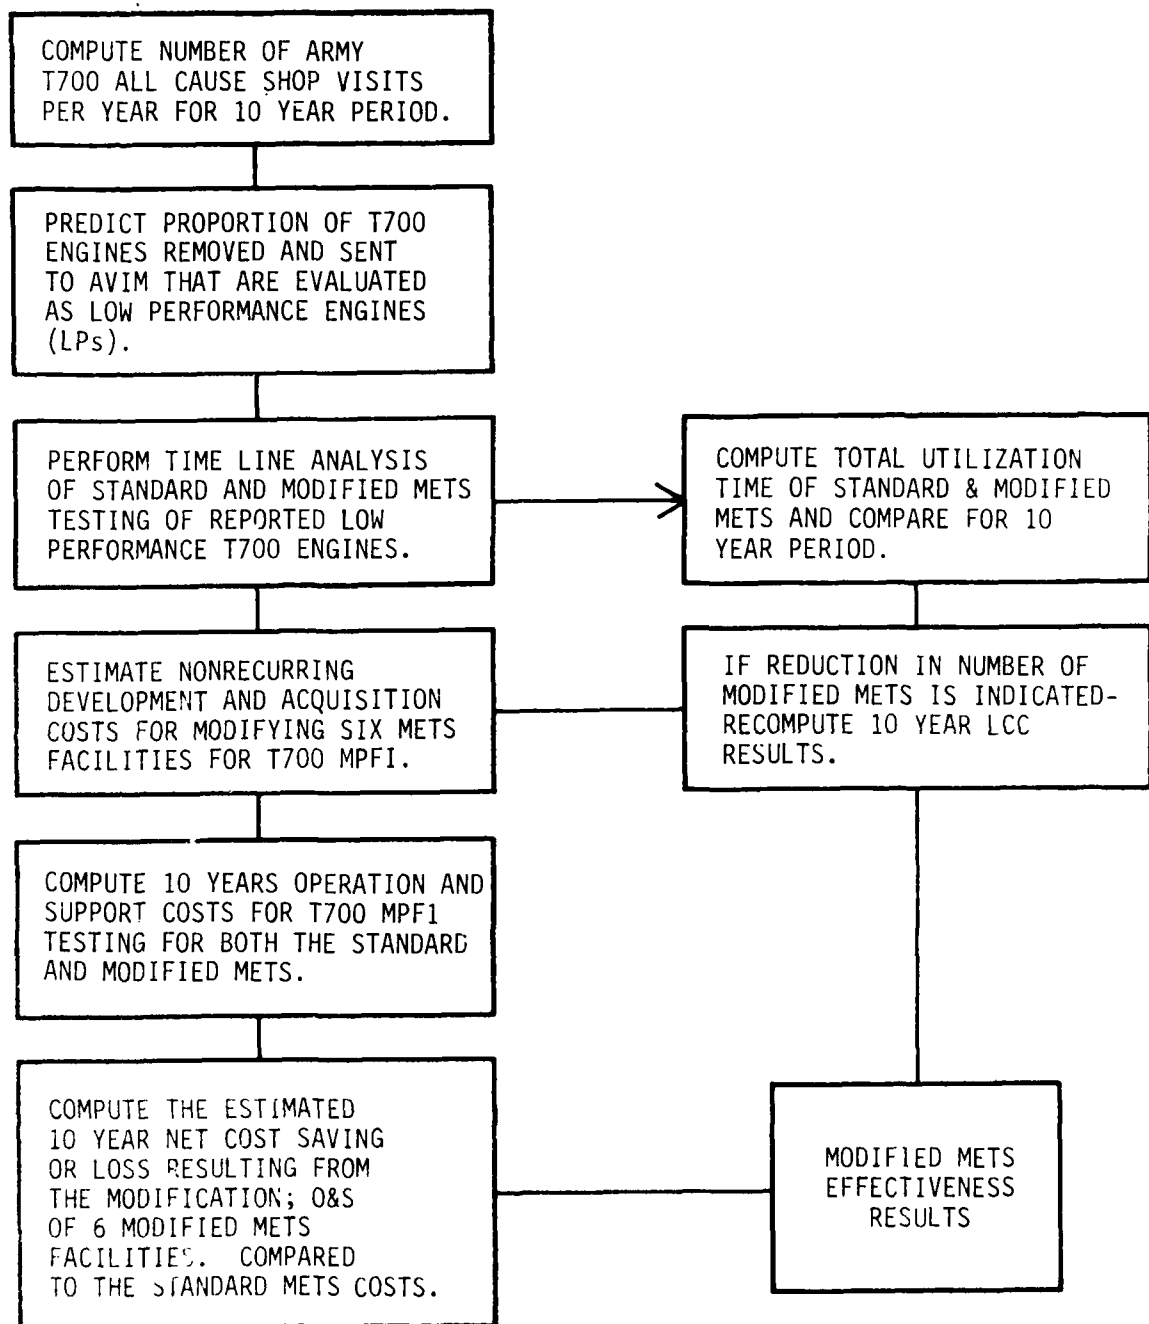 COMPUTE NUMBER OF ARMY
T700 ALL CAUSE SHOP VISITS
PER YEAR FOR 10 YEAR PERIOD.
PREDICT PROPORTION OF T700
ENGINES REMOVED AND SENT
TO AVIM THAT ARE EVALUATED
AS LOW PERFORMANCE ENGINES
(LPs).
PERFORM TIME LINE ANALYSIS
OF STANDARD AND MODIFIED METS
TESTING OF REPORTED LOW
PERFORMANCE T700 ENGINES.
COMPUTE TOTAL UTILIZATION
TIME OF STANDARD & MODIFIED
METS AND COMPARE FOR 10
YEAR PERIOD.
ESTIMATE NONRECURRING
DEVELOPMENT AND ACQUISITION
COSTS FOR MODIFYING SIX METS
FACILITIES FOR T700 MPFI.
IF REDUCTION IN NUMBER OF
MODIFIED METS IS INDICATED-
RECOMPUTE 10 YEAR LCC
RESULTS.
COMPUTE 10 YEARS OPERATION AND
SUPPORT COSTS FOR T700 MPF1
TESTING FOR BOTH THE STANDARD
AND MODIFIED METS.
COMPUTE THE ESTIMATED
10 YEAR NET COST SAVING
OR LOSS RESULTING FROM
THE MODIFICATION; O&S
OF 6 MODIFIED METS
FACILITIES. COMPARED
TO THE STANDARD METS COSTS.
MODIFIED METS
EFFECTIVENESS
RESULTS